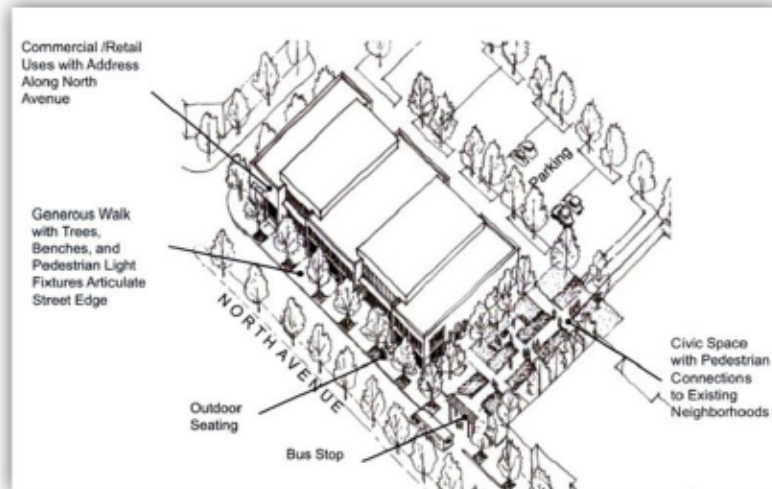 Commercial /Retail
Uses with Address
Along North
Avenue
Parking
Generous Walk
with Trees,
Benches, and
Pedestrian Light
Fixtures Articulate
Street Edge
NORTH AVENUE
Civic Space
with Pedestrian
Connections
to Existing
Neighborhoods
Outdoor
Seating
Bus Stop